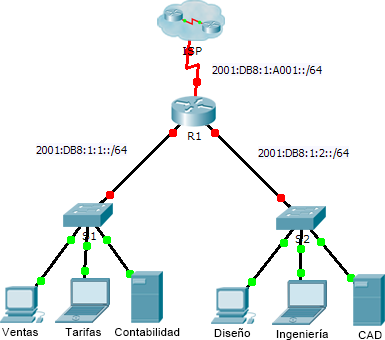 ISP
2001:DB8:1:A001::/64
R1
2001:DB8:1:1::/64
2001:DB8:1:2::/64
S1
S2
Ventas
Tarifas
Contabilidad
Diseño
Ingeniería
CAD